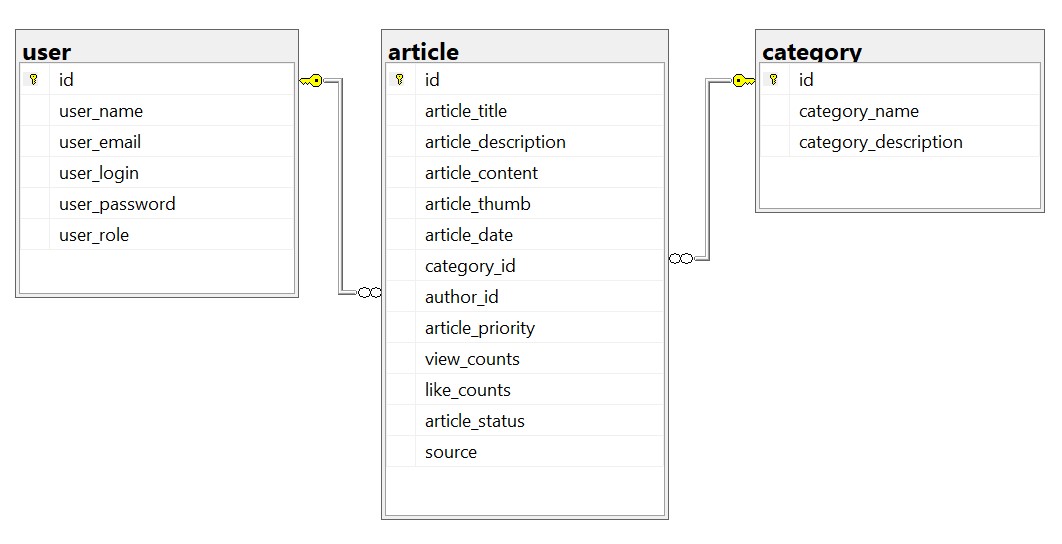 user
id
user_name
user_email
user_login
user_password
user_role
article
id
article_title
article_description
article_content
article_thumb
article_date
category_id
author_id
article_priority
view_counts
like_counts
article_status
source
category
id
category_name
category_description